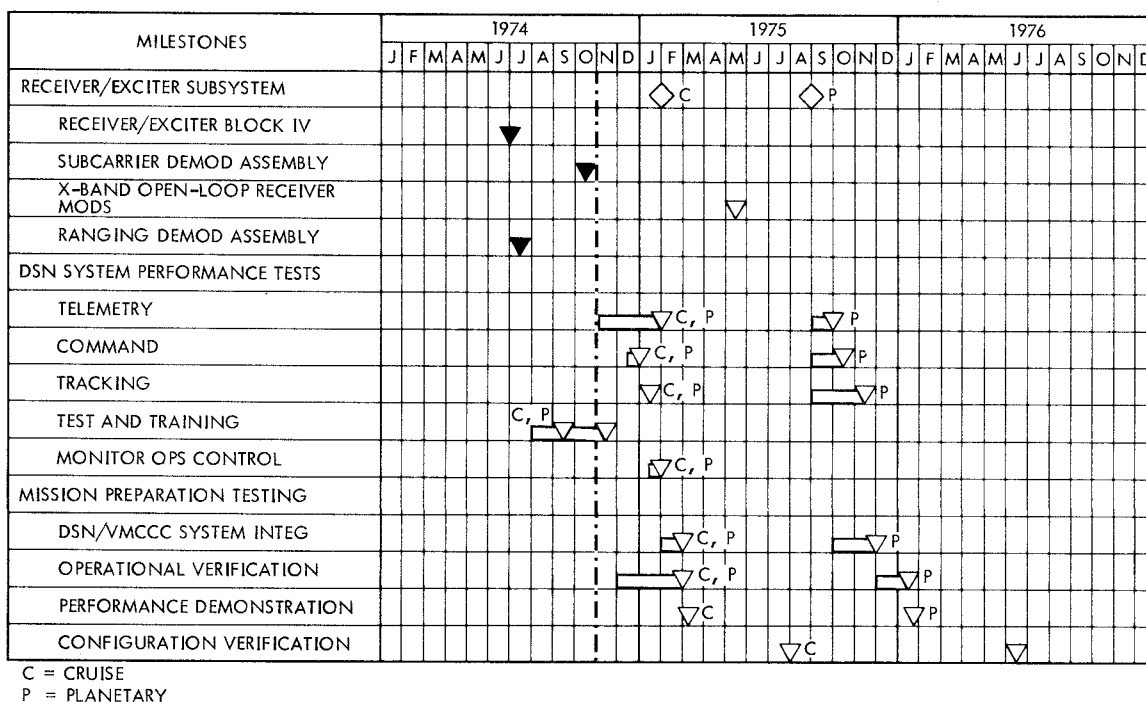 MILESTONES
1974
1975
1976
J F M A M J J A S O N D J F M A M J J A S O N D J F M A M J J A S O N D
RECEIVER/EXCITER SUBSYSTEM
C
P
RECEIVER/EXCITER BLOCK IV
SUBCARRIER DEMOD ASSEMBLY
X-BAND OPEN-LOOP RECEIVER
MODS
RANGING DEMOD ASSEMBLY
DSN SYSTEM PERFORMANCE TESTS
TELEMETRY
C, P
P
COMMAND
C, P
P
TRACKING
C, P
P
TEST AND TRAINING
C, P
MONITOR OPS CONTROL
C, P
MISSION PREPARATION TESTING
DSN/VMCCC SYSTEM INTEG
C, P
P
OPERATIONAL VERIFICATION
C, P
P
PERFORMANCE DEMONSTRATION
C
P
CONFIGURATION VERIFICATION
C
C = CRUISE
P = PLANETARY